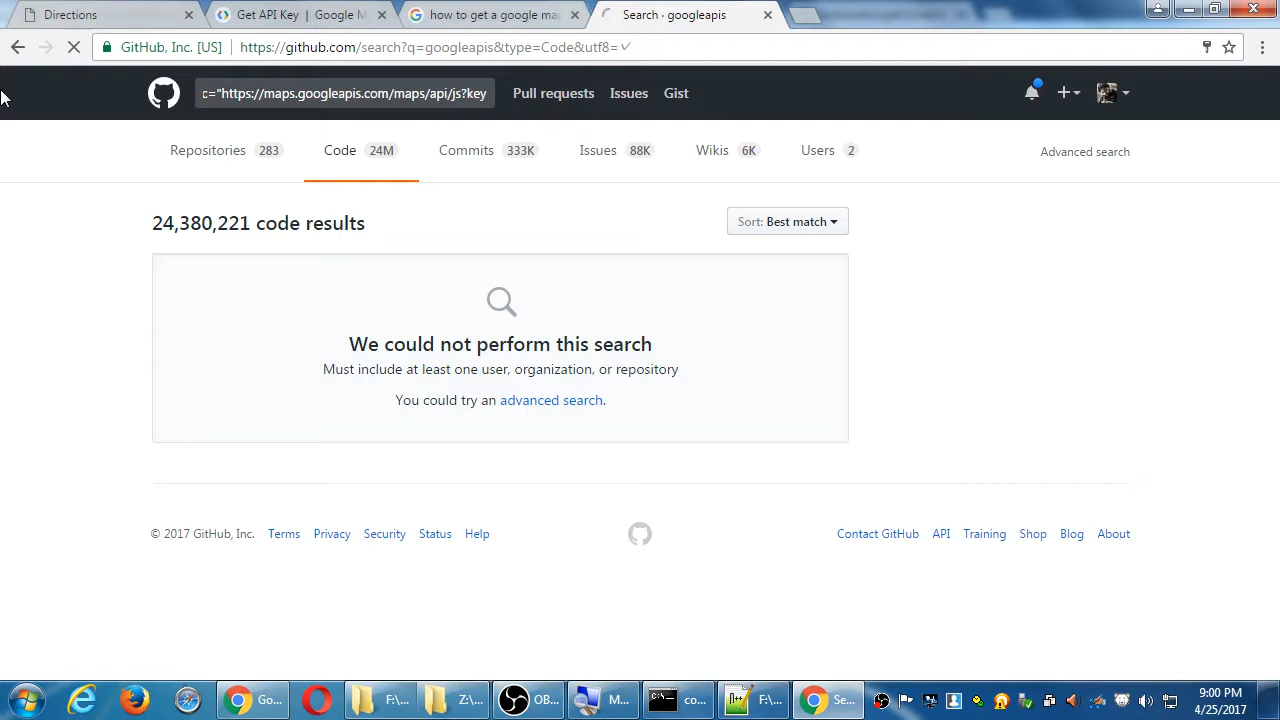 Directions
Get API Key | Google M
how to get a google ma
Search · googleapis
GitHub, Inc. [US]
https://github.com/search?q=googleapis&type=Code&utf8=✓
c="https://maps.googleapis.com/maps/api/js?key
Pull requests
Issues
Gist
Repositories 283
Code 24M
Commits 333K
Issues 88K
Wikis 6K
Users 2
Advanced search
24,380,221 code results
Sort: Best match
We could not perform this search
Must include at least one user, organization, or repository
You could try an advanced search.
© 2017 GitHub, Inc.
Terms
Privacy
Security
Status
Help
Contact GitHub
API
Training
Shop
Blog
About
Go...
F:\...
Z:\...
OB...
M...
co...
F:\...
Se...
9:00 PM
4/25/2017